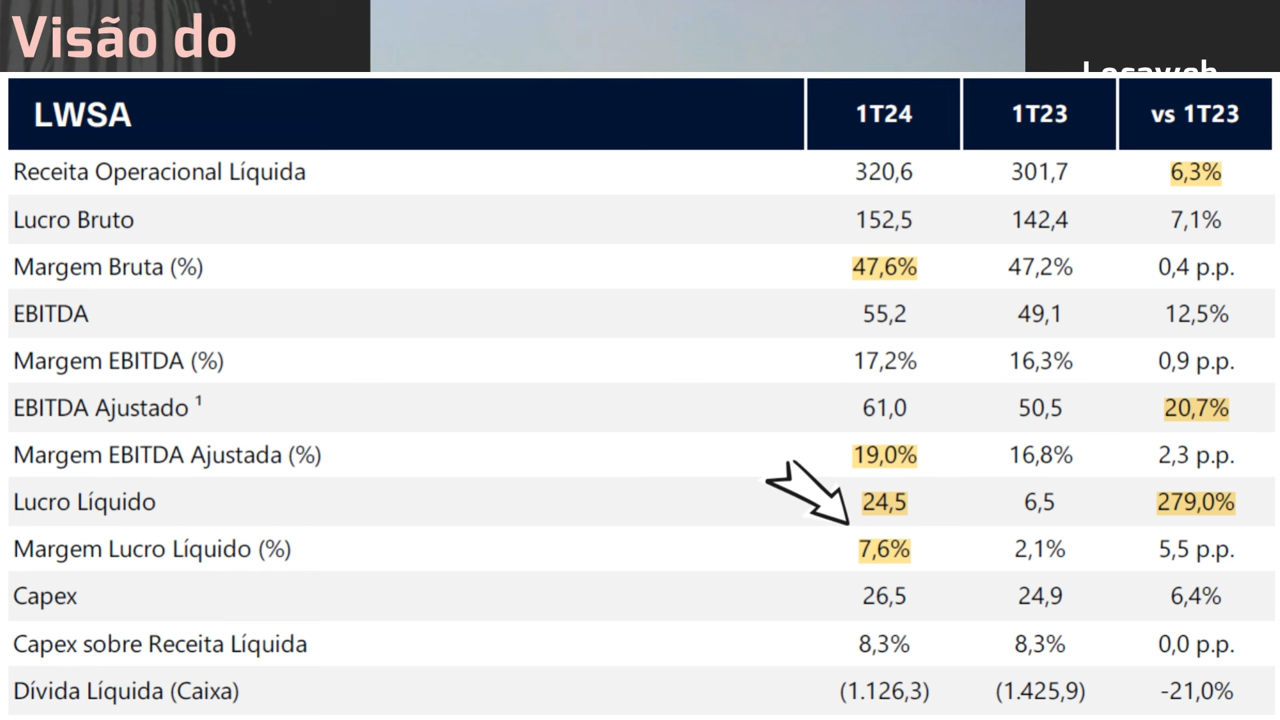 Visão do
Locaweb
LWSA 1T24 1T23 vs 1T23
Receita Operacional Líquida 320,6 301,7 6,3%
Lucro Bruto 152,5 142,4 7,1%
Margem Bruta (%) 47,6% 47,2% 0,4 p.p.
EBITDA 55,2 49,1 12,5%
Margem EBITDA (%) 17,2% 16,3% 0,9 p.p.
EBITDA Ajustado ¹ 61,0 50,5 20,7%
Margem EBITDA Ajustada (%) 19,0% 16,8% 2,3 p.p.
Lucro Líquido 24,5 6,5 279,0%
Margem Lucro Líquido (%) 7,6% 2,1% 5,5 p.p.
Capex 26,5 24,9 6,4%
Capex sobre Receita Líquida 8,3% 8,3% 0,0 p.p.
Dívida Líquida (Caixa) (1.126,3) (1.425,9) -21,0%